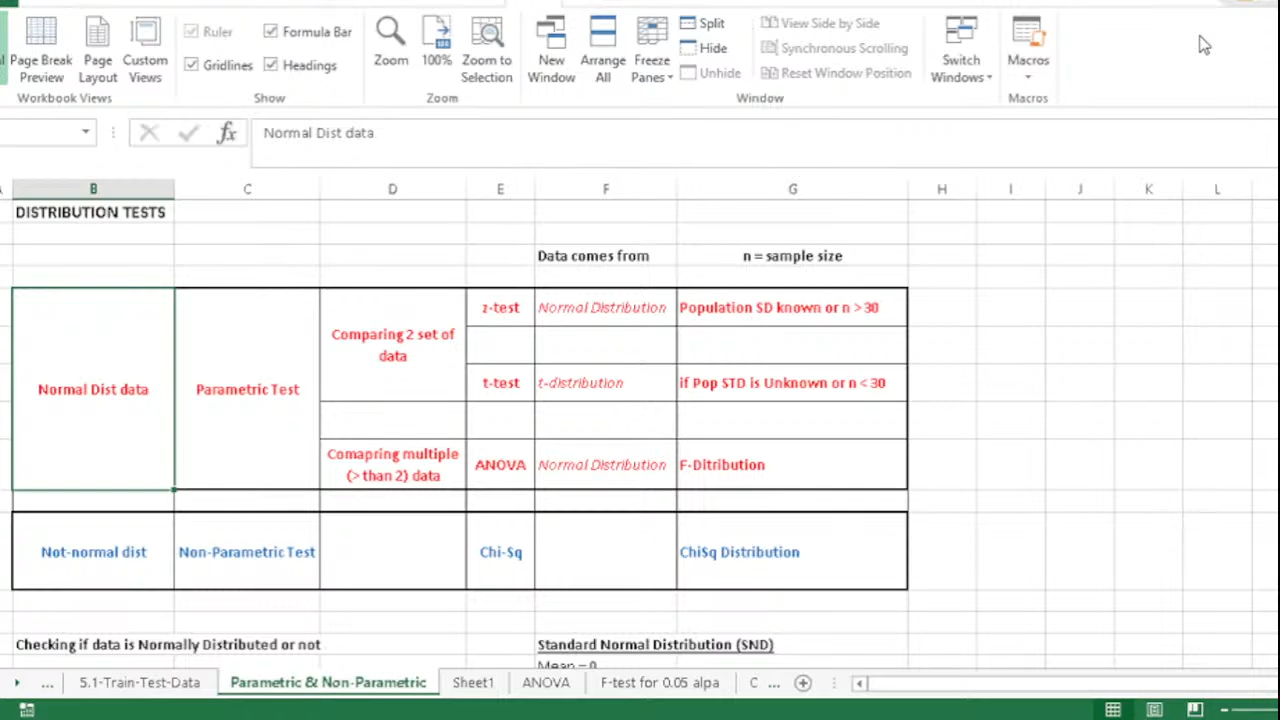 Page Break Preview
Page Layout
Custom Views
Workbook Views
Ruler
Formula Bar
Gridlines
Headings
Show
Zoom
100%
Zoom to Selection
Zoom
New Window
Arrange All
Freeze Panes
Split
Hide
Unhide
View Side by Side
Synchronous Scrolling
Reset Window Position
Window
Switch Windows
Macros
Macros
fx
Normal Dist data
B C D E F G H I J K L
DISTRIBUTION TESTS
Data comes from
n = sample size
Normal Dist data
Parametric Test
Comparing 2 set of
data
z-test
Normal Distribution
Population SD known or n > 30
t-test
t-distribution
if Pop STD is Unknown or n < 30
Comapring multiple
(> than 2) data
ANOVA
Normal Distribution
F-Ditribution
Not-normal dist
Non-Parametric Test
Chi-Sq
ChiSq Distribution
Checking if data is Normally Distributed or not
Standard Normal Distribution (SND)
Mean = 0
... 5.1-Train-Test-Data Parametric & Non-Parametric Sheet1 ANOVA F-test for 0.05 alpa C ...